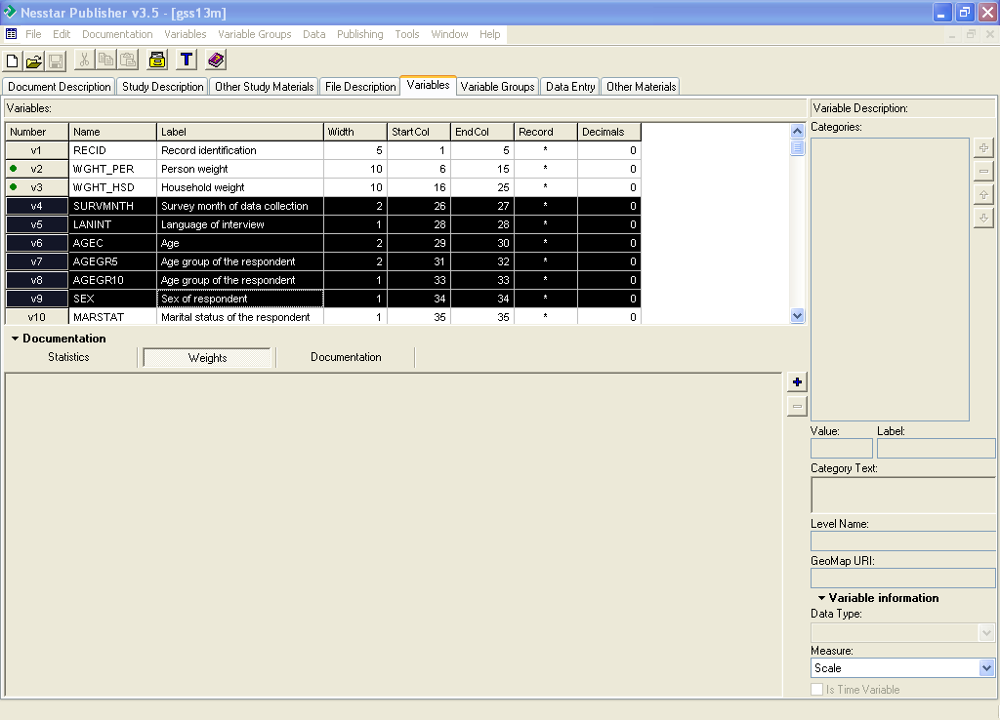 Nesstar Publisher v3.5 - [gss13m]
File Edit Documentation Variables Variable Groups Data Publishing Tools Window Help
T
Document Description Study Description Other Study Materials File Description Variables Variable Groups Data Entry Other Materials
Variables:
Number Name Label Width StartCol EndCol Record Decimals
v1 RECID Record identification 5 1 5 * 0
v2 WGHT_PER Person weight 10 6 15 * 0
v3 WGHT_HSD Household weight 10 16 25 * 0
v4 SURVMNTH Survey month of data collection 2 26 27 * 0
v5 LANINT Language of interview 1 28 28 * 0
v6 AGEC Age 2 29 30 * 0
v7 AGEGR5 Age group of the respondent 2 31 32 * 0
v8 AGEGR10 Age group of the respondent 1 33 33 * 0
v9 SEX Sex of respondent 1 34 34 * 0
v10 MARSTAT Marital status of the respondent 1 35 35 * 0
Documentation
Statistics Weights Documentation
Variable Description:
Categories:
Value: Label:
Category Text:
Level Name:
GeoMap URI:
Variable information
Data Type:
Measure:
Scale
Is Time Variable